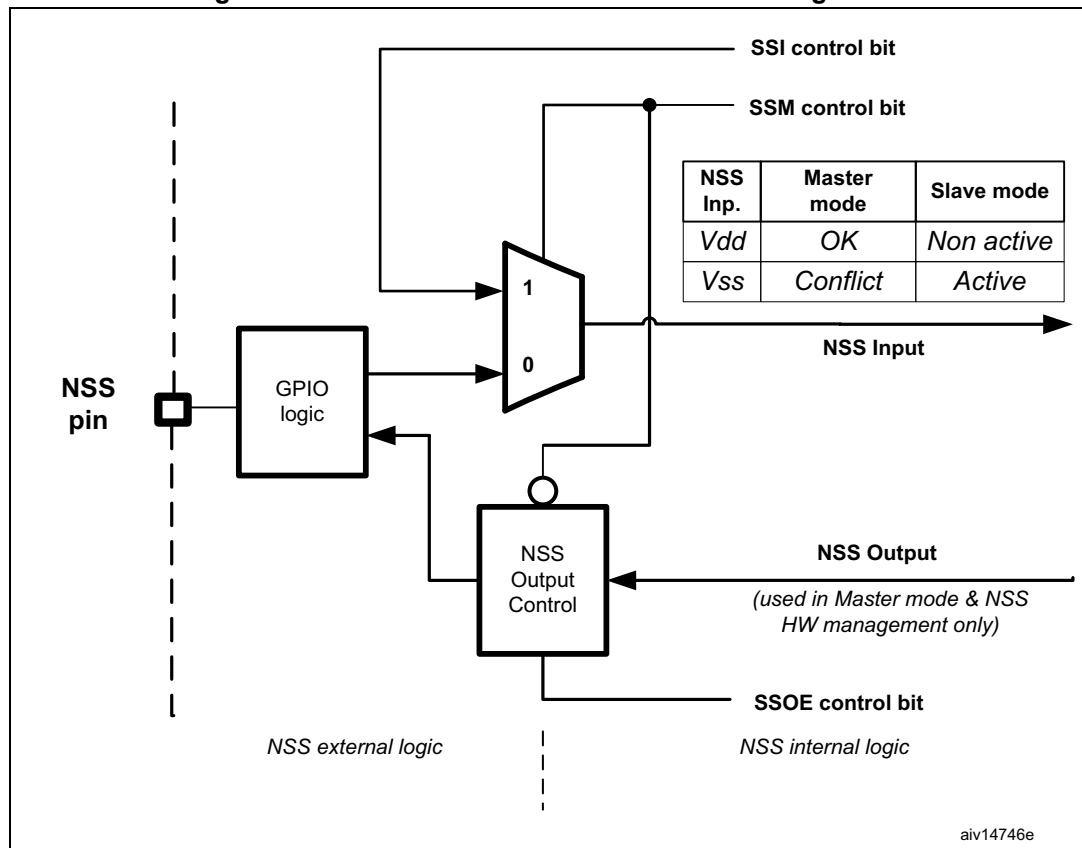 SSI control bit
SSM control bit
NSS Inp. Master mode Slave mode
Vdd OK Non active
Vss Conflict Active
1
0
NSS Input
NSS
pin
GPIO
logic
NSS
Output
Control
NSS Output
(used in Master mode & NSS
HW management only)
SSOE control bit
NSS external logic
NSS internal logic
aiv14746e